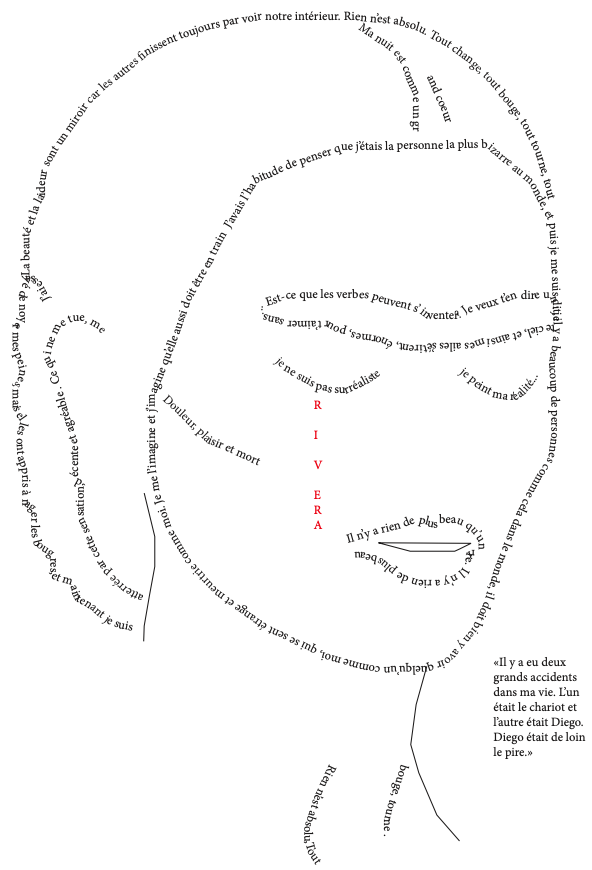 La beauté et la laideur sont un miroir car les autres finissent toujours par voir notre intérieur. Rien n'est absolu. Tout change, tout bouge, tout tourne, tout
Ma nuit est comme un gr
and coeur
J'avais l'habitude de penser que j'étais la personne la plus bizarre au monde, et puis je me suis dit, il y a beaucoup de personnes comme cela dans le monde, il doit bien y avoir quelqu'un comme moi, qui se sent étrange et meurtrie comme moi. Je me l'imagine et j'imagine qu'elle aussi doit être en train
J'ai essayé de noyer mes peines, mais elles ont appris à nager les bougres, et maintenant je suis
atterrée par cette sensation décente et agréable. Ce qui ne me tue, me
Est-ce que les verbes peuvent s'inventer. Je veux t'en dire un
le ciel, et ainsi mes ailes s'étirent, énormes, pour t'aimer sans.
je ne suis pas surréaliste
je peint ma réalité...
Douleur, plaisir et mort
R
I
V
E
R
A
Il n'y a rien de plus beau qu'un
re. Il n'y a rien de plus beau
«Il y a eu deux
grands accidents
dans ma vie. L'un
était le chariot et
l'autre était Diego.
Diego était de loin
le pire.»
Rien n'est absolu. Tout
bouge, tourne .